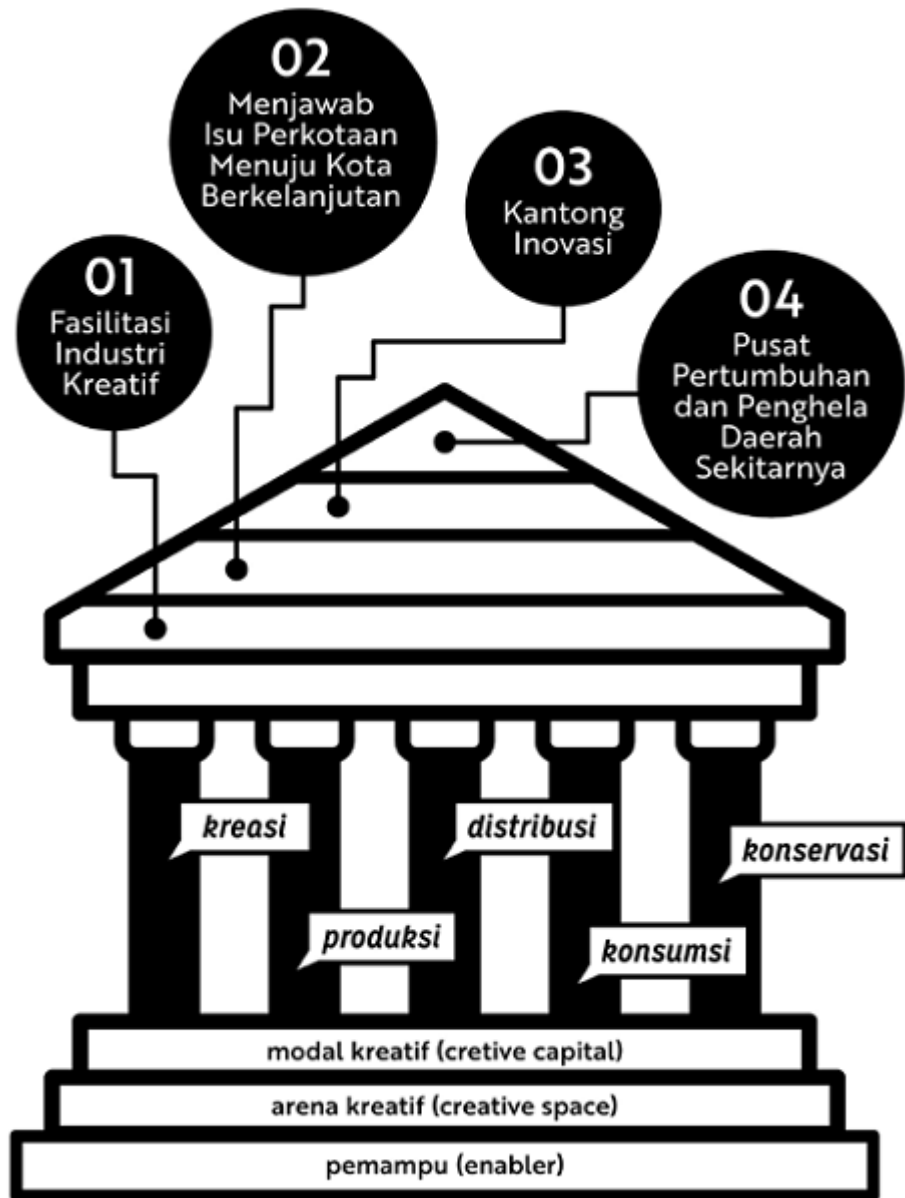 01
Fasilitasi
Industri
Kreatif
02
Menjawab
Isu Perkotaan
Menuju Kota
Berkelanjutan
03
Kantong
Inovasi
04
Pusat
Pertumbuhan
dan Penghela
Daerah
Sekitarnya
kreasi
produksi
distribusi
konsumsi
konservasi
modal kreatif (cretive capital)
arena kreatif (creative space)
pemampu (enabler)